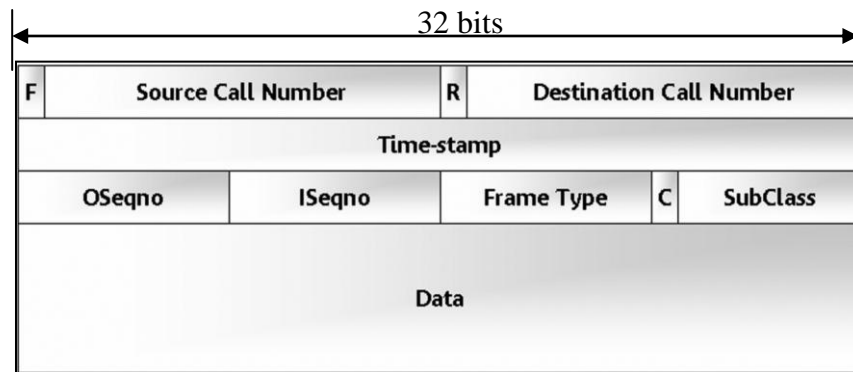 32 bits
F Source Call Number R Destination Call Number
Time-stamp
OSeqno ISeqno Frame Type C SubClass
Data